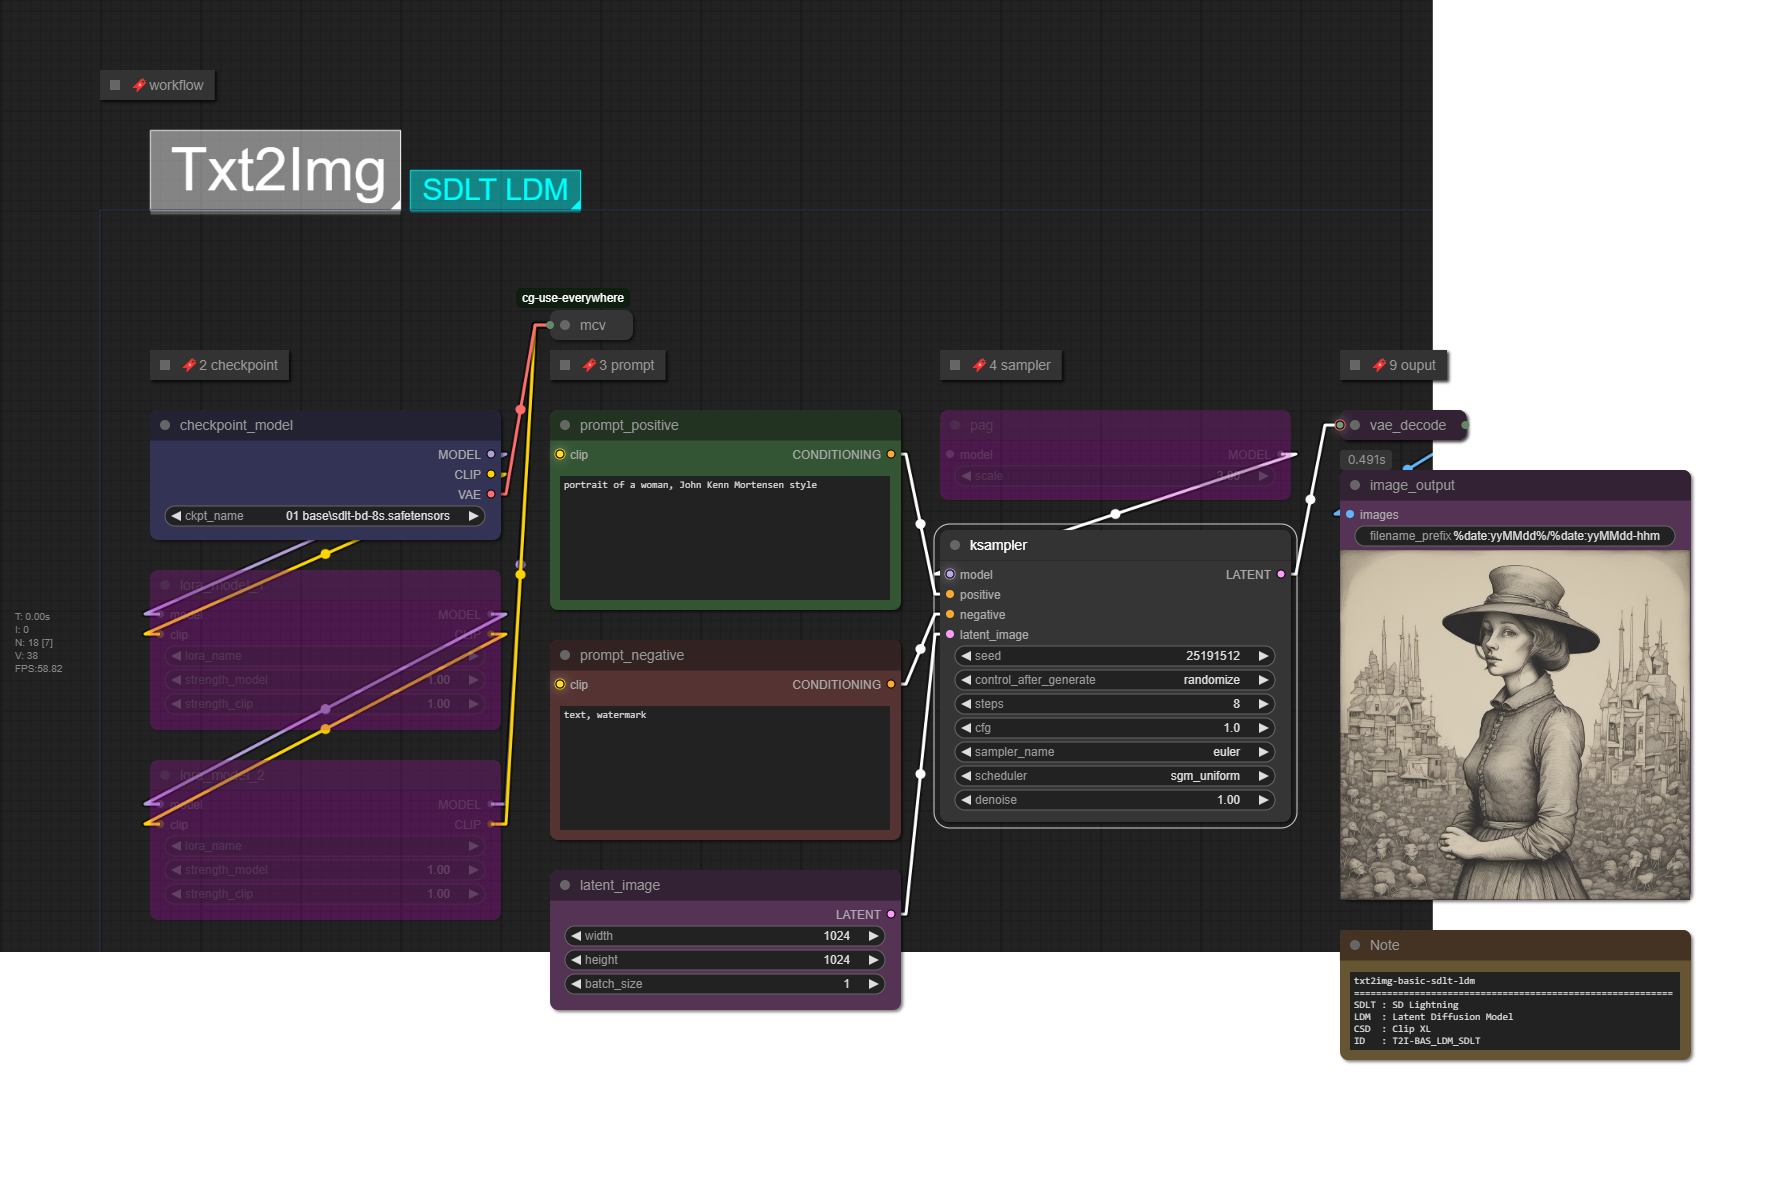 workflow
Txt2Img
SDLT LDM
cg-use-everywhere
mcv
2 checkpoint
3 prompt
4 sampler
9 ouput
checkpoint_model
MODEL
CLIP
VAE
ckpt_name 01 base\sdlt-bd-8s.safetensors
lora_model_1
model MODEL
clip CLIP
lora_name
strength_model 1.00
strength_clip 1.00
lora_model_2
model MODEL
clip CLIP
lora_name
strength_model 1.00
strength_clip 1.00
T: 0.00s
I: 0
N: 18 [7]
V: 38
FPS:58.82
prompt_positive
clip CONDITIONING
portrait of a woman, John Kenn Mortensen style
prompt_negative
clip CONDITIONING
text, watermark
latent_image
LATENT
width 1024
height 1024
batch_size 1
pag
model MODEL
scale
ksampler
model LATENT
positive
negative
latent_image
seed 25191512
control_after_generate randomize
steps 8
cfg 1.0
sampler_name euler
scheduler sgm_uniform
denoise 1.00
vae_decode
0.491s
image_output
images
filename_prefix %date:yyMMdd%/%date:yyMMdd-hhm
Note
txt2img-basic-sdlt-ldm
==========================================================
SDLT : SD Lightning
LDM : Latent Diffusion Model
CSD : Clip XL
ID : T2I-BAS_LDM_SDLT